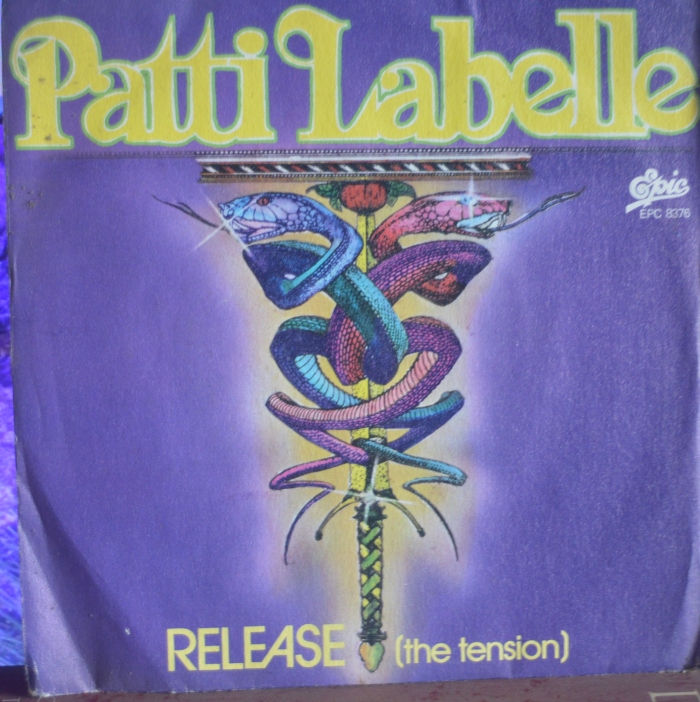 Patti Labelle
Epic
EPC 8376
RELEASE (the tension)